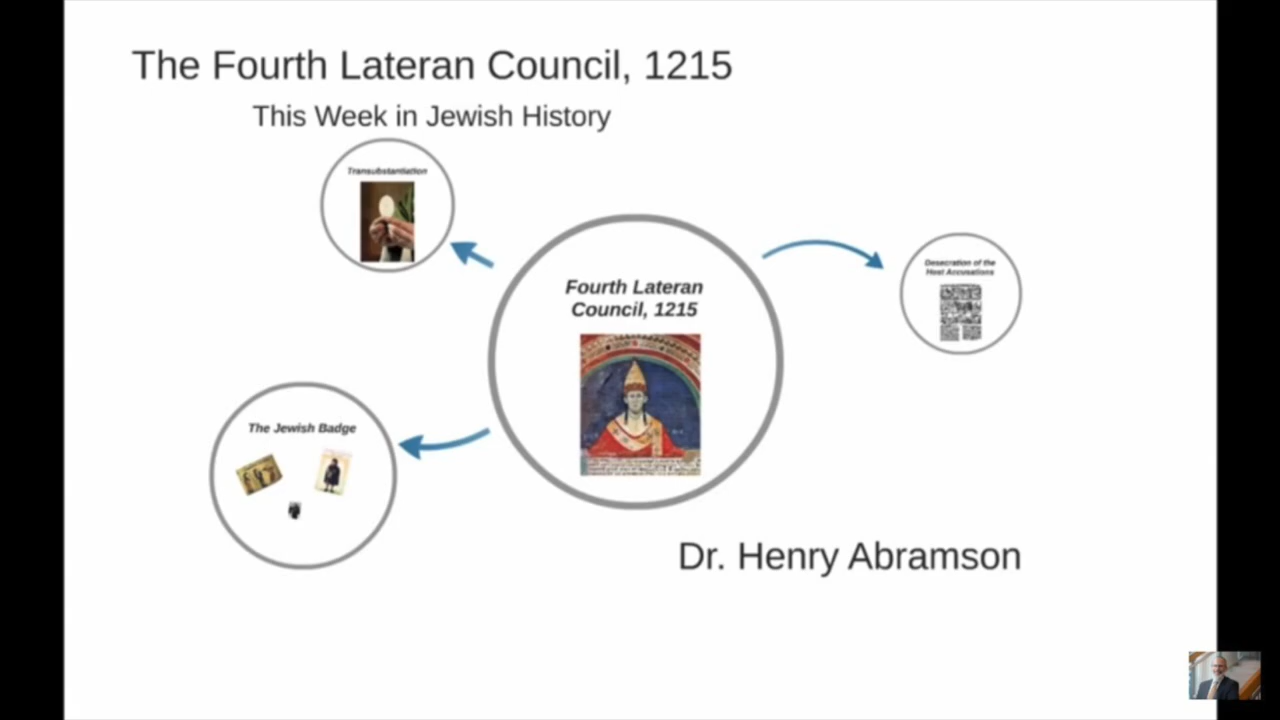 The Fourth Lateran Council, 1215
This Week in Jewish History
Transubstantiation
Fourth Lateran
Council, 1215
Desecration of the
Host Accusations
The Jewish Badge
Dr. Henry Abramson